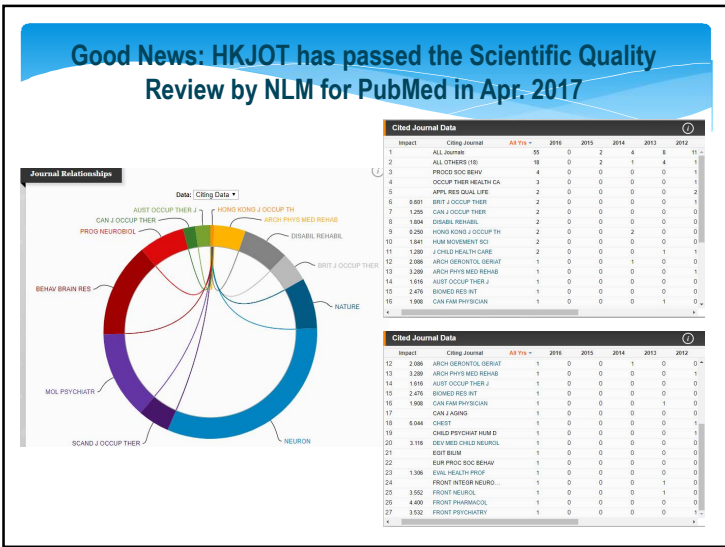 Good News: HKJOT has passed the Scientific Quality
Review by NLM for PubMed in Apr. 2017
Journal Relationships
i
Data: Citing Data ▾
AUST OCCUP THER J
HONG KONG J OCCUP TH
CAN J OCCUP THER
ARCH PHYS MED REHAB
PROG NEUROBIOL
DISABIL REHABIL
BRIT J OCCUP THER
BEHAV BRAIN RES
NATURE
MOL PSYCHIATR
SCAND J OCCUP THER
NEURON
Cited Journal Data i
Impact Citing Journal All Yrs 2016 2015 2014 2013 2012
1 ALL Journals 55 0 2 4 8 11
2 ALL OTHERS (18) 18 0 2 1 4 1
3 PROCD SOC BEHV 4 0 0 0 0 1
4 OCCUP THER HEALTH CA 3 0 0 0 0 0
5 APPL RES QUAL LIFE 2 0 0 0 0 2
6 0.601 BRIT J OCCUP THER 2 0 0 0 0 0
7 1.255 CAN J OCCUP THER 2 0 0 0 0 0
8 1.804 DISABIL REHABIL 2 0 0 0 0 0
9 0.250 HONG KONG J OCCUP TH 2 0 0 2 0 0
10 1.841 HUM MOVEMENT SCI 2 0 0 0 0 0
11 1.280 J CHILD HEALTH CARE 2 0 0 0 1 1
12 2.086 ARCH GERONTOL GERIAT 1 0 0 1 0 0
13 3.289 ARCH PHYS MED REHAB 1 0 0 0 0 1
14 1.616 AUST OCCUP THER J 1 0 0 0 0 0
15 2.476 BIOMED RES INT 1 0 0 0 0 0
16 1.908 CAN FAM PHYSICIAN 1 0 0 0 1 0
Cited Journal Data i
Impact Citing Journal All Yrs 2016 2015 2014 2013 2012
12 2.086 ARCH GERONTOL GERIAT 1 0 0 1 0 0
13 3.289 ARCH PHYS MED REHAB 1 0 0 0 0 1
14 1.616 AUST OCCUP THER J 1 0 0 0 0 0
15 2.476 BIOMED RES INT 1 0 0 0 0 0
16 1.908 CAN FAM PHYSICIAN 1 0 0 0 1 0
17 CAN J AGING 1 0 0 0 0 0
18 6.044 CHEST 1 0 0 0 0 1
19 CHILD PSYCHIAT HUM D 1 0 0 0 0 1
20 3.116 DEV MED CHILD NEUROL 1 0 0 0 0 0
21 EGIT BILIM 1 0 0 0 0 0
22 EUR PROC SOC BEHAV 1 0 0 0 0 0
23 1.306 EVAL HEALTH PROF 1 0 0 0 0 0
24 FRONT INTEGR NEURO... 1 0 0 0 1 0
25 3.552 FRONT NEUROL 1 0 0 0 1 0
26 4.400 FRONT PHARMACOL 1 0 0 0 0 0
27 3.532 FRONT PSYCHIATRY 1 0 0 0 0 1